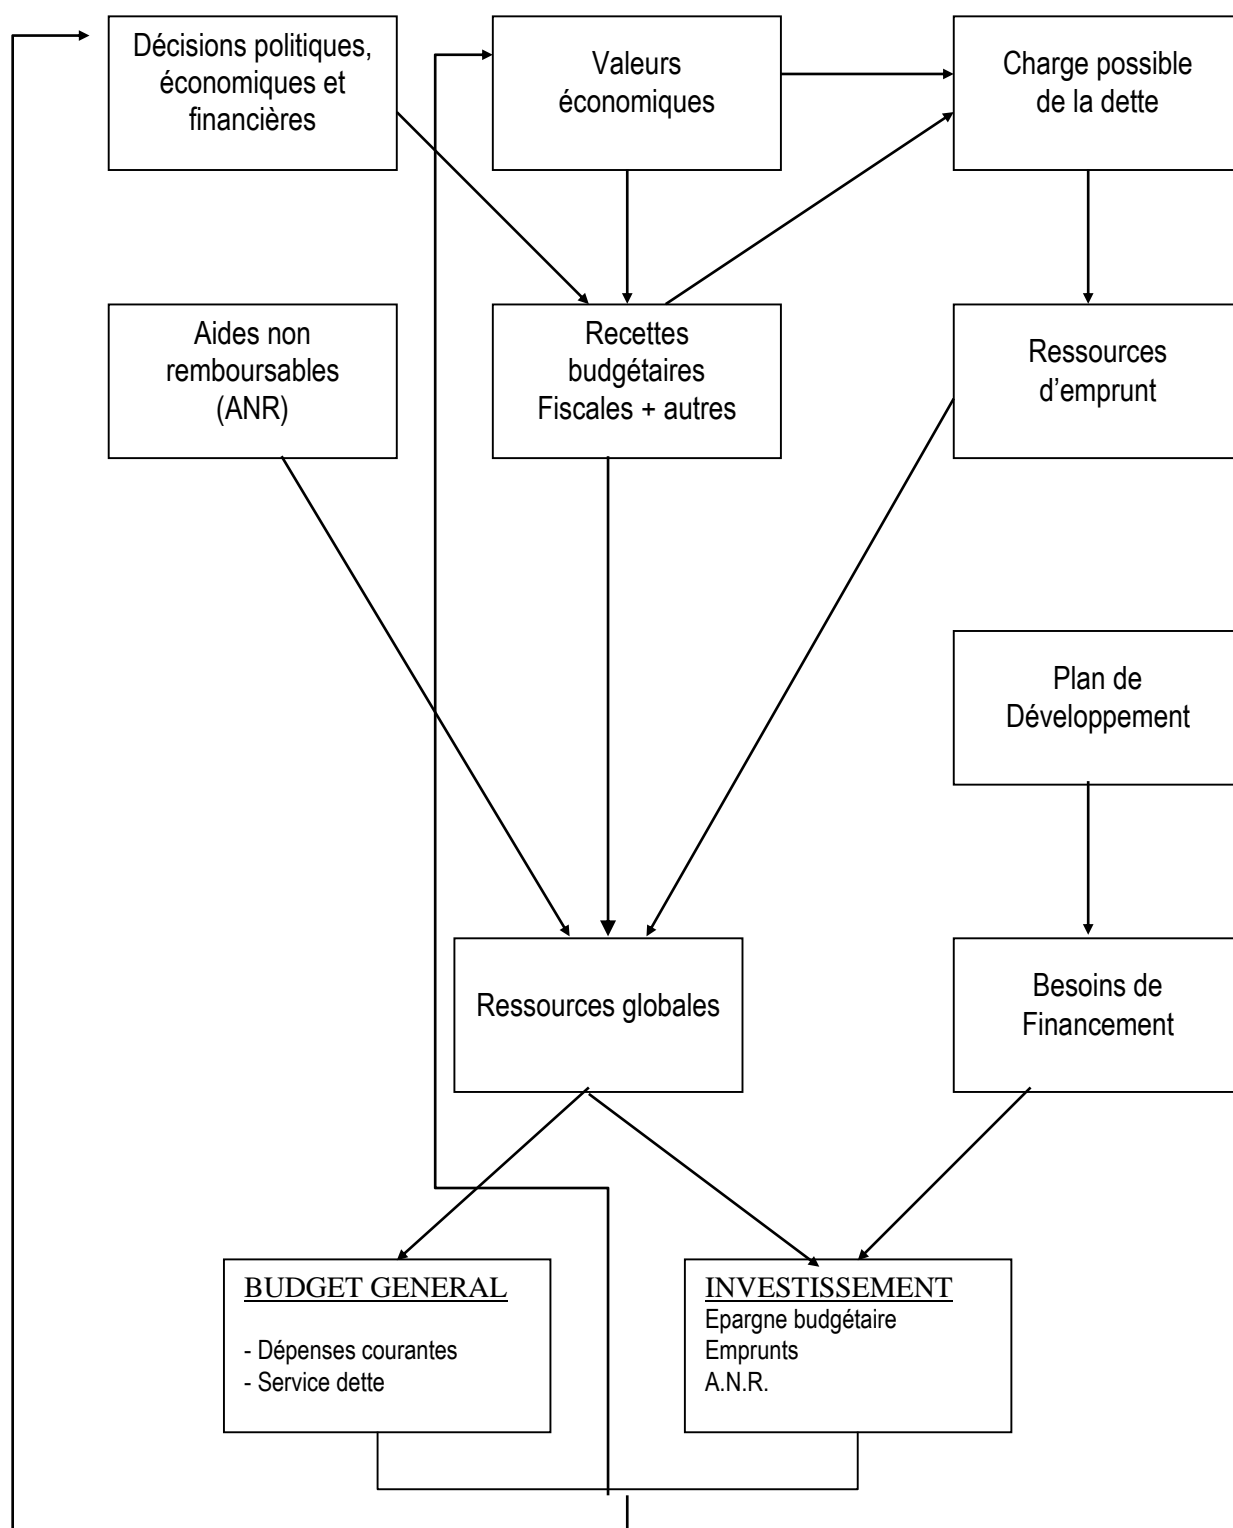 Décisions politiques,
économiques et
financières
Valeurs
économiques
Charge possible
de la dette
Aides non
remboursables
(ANR)
Recettes
budgétaires
Fiscales + autres
Ressources
d’emprunt
Plan de
Développement
Ressources globales
Besoins de
Financement
BUDGET GENERAL
- Dépenses courantes
- Service dette
INVESTISSEMENT
Epargne budgétaire
Emprunts
A.N.R.